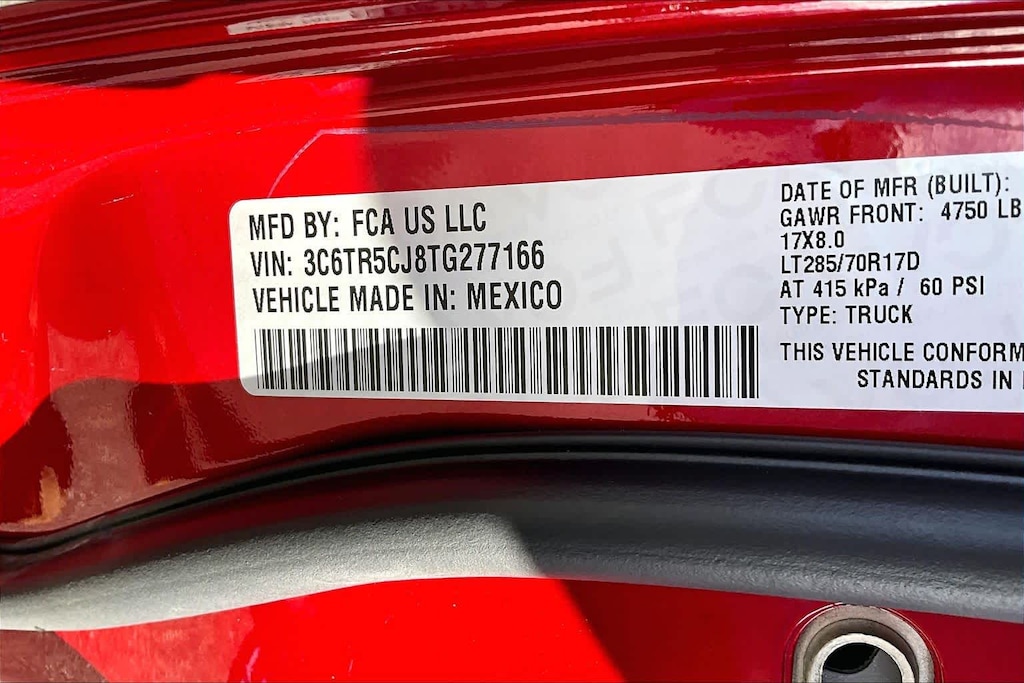 MFD BY: FCA US LLC
VIN: 3C6TR5CJ8TG277166
VEHICLE MADE IN: MEXICO
DATE OF MFR (BUILT):
GAWR FRONT: 4750 LB
17X8.0
LT285/70R17D
AT 415 kPa / 60 PSI
TYPE: TRUCK
THIS VEHICLE CONFORM
STANDARDS IN